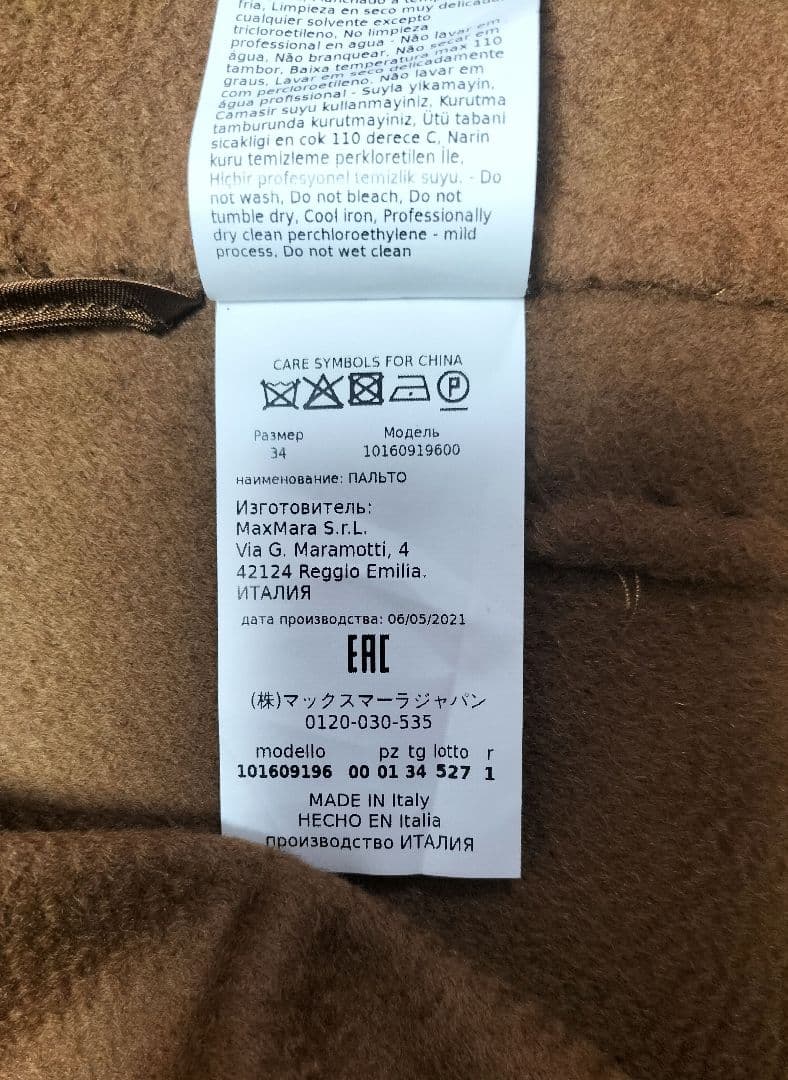 fria, Limpieza en seco muy delicada
cualquier solvente excepto
tricloroetileno, No limpieza
professional en agua - Não lavar em
água, Não branquear, Não secar em
tambor, Baixa temperatura max 110
graus, Lavar em seco delicadamente
com percloroetileno. Não lavar em
água profissional - Suyla yikamayin,
Camasir suyu kullanmayiniz, Kurutma
tamburunda kurutmayiniz, Ütü tabani
sicakligi en cok 110 derece C, Narin
kuru temizleme perkloretilen ile,
Hiçbir profesyonel temizlik suyu. - Do
not wash, Do not bleach, Do not
tumble dry, Cool iron, Professionally
dry clean perchloroethylene - mild
process, Do not wet clean
CARE SYMBOLS FOR CHINA
P
Размер Модель
34 10160919600
наименование: ПАЛЬТО
Изготовитель:
MaxMara S.r.L.
Via G. Maramotti, 4
42124 Reggio Emilia.
ИТАЛИЯ
дата производства: 06/05/2021
EAC
(株)マックスマーラジャパン
0120-030-535
modello pz tg lotto r
101609196 00 01 34 527 1
MADE IN Italy
HECHO EN Italia
производство ИТАЛИЯ